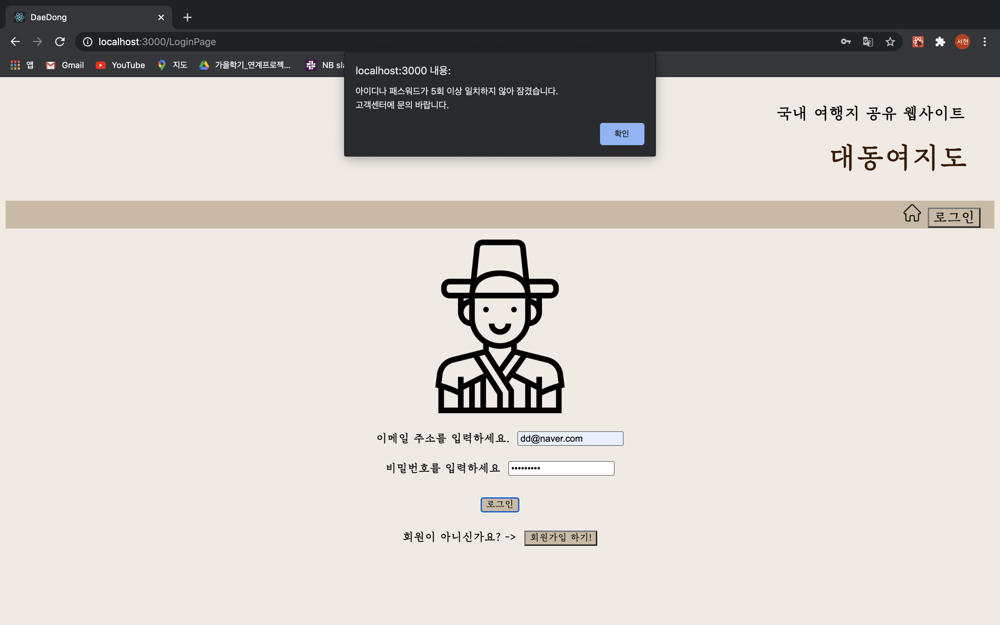 DaeDong
localhost:3000/LoginPage
서현
앱
Gmail
YouTube
지도
가을학기_연계프로젝...
NB sla
localhost:3000 내용:
아이디나 패스워드가 5회 이상 일치하지 않아 잠겼습니다.
고객센터에 문의 바랍니다.
확인
국내 여행지 공유 웹사이트
대동여지도
로그인
이메일 주소를 입력하세요. dd@naver.com
비밀번호를 입력하세요 •••••••••
로그인
회원이 아니신가요? -> 회원가입 하기!